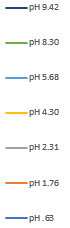 pH 9.42
pH 8.30
pH 5.68
pH 4.30
pH 2.31
pH 1.76
pH .63